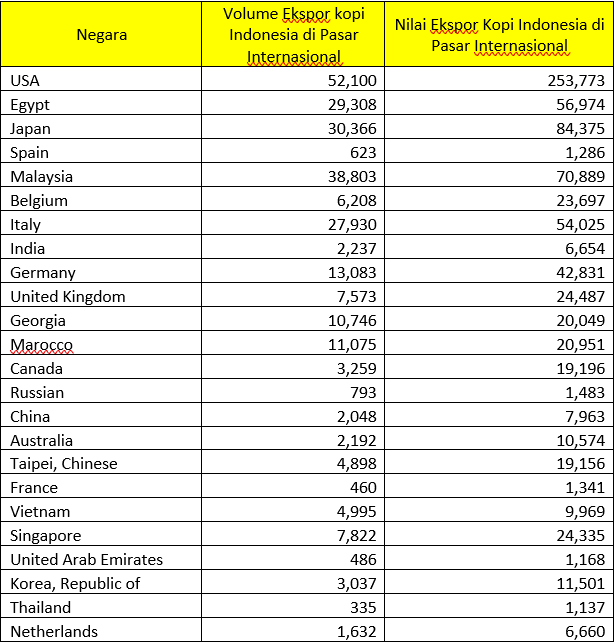 Negara Volume Ekspor kopi Indonesia di Pasar Internasional Nilai Ekspor Kopi Indonesia di Pasar Internasional
USA 52,100 253,773
Egypt 29,308 56,974
Japan 30,366 84,375
Spain 623 1,286
Malaysia 38,803 70,889
Belgium 6,208 23,697
Italy 27,930 54,025
India 2,237 6,654
Germany 13,083 42,831
United Kingdom 7,573 24,487
Georgia 10,746 20,049
Marocco 11,075 20,951
Canada 3,259 19,196
Russian 793 1,483
China 2,048 7,963
Australia 2,192 10,574
Taipei, Chinese 4,898 19,156
France 460 1,341
Vietnam 4,995 9,969
Singapore 7,822 24,335
United Arab Emirates 486 1,168
Korea, Republic of 3,037 11,501
Thailand 335 1,137
Netherlands 1,632 6,660